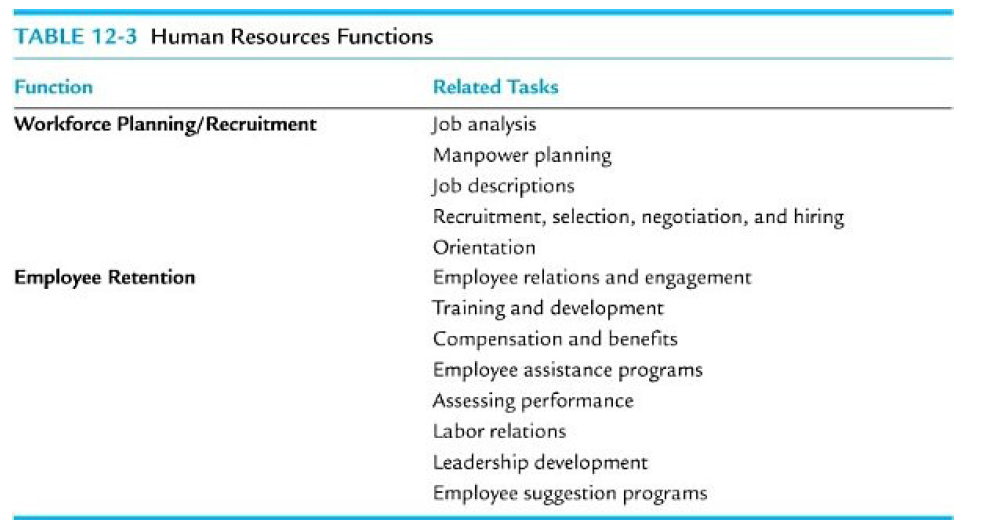 TABLE 12-3 Human Resources Functions
Function Related Tasks
Workforce Planning/Recruitment Job analysis
Manpower planning
Job descriptions
Recruitment, selection, negotiation, and hiring
Orientation
Employee Retention Employee relations and engagement
Training and development
Compensation and benefits
Employee assistance programs
Assessing performance
Labor relations
Leadership development
Employee suggestion programs